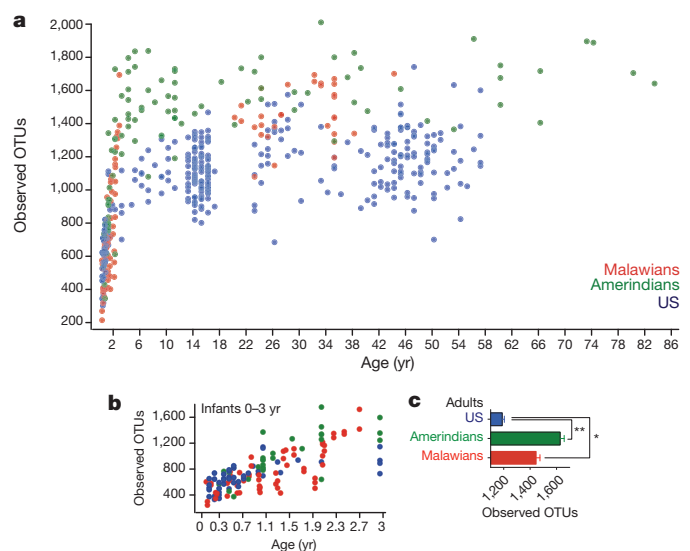 a
2,000
1,800
1,600
1,400
1,200
1,000
800
600
400
200
Observed OTUs
Malawians
Amerindians
US
2 6 10 14 18 22 26 30 34 38 42 46 50 54 58 62 66 70 74 78 82 86
Age (yr)
b
Infants 0–3 yr
1,600
1,200
800
400
Observed OTUs
0 0.3 0.7 1.1 1.5 1.9 2.3 2.7 3
Age (yr)
c
Adults
US
Amerindians
Malawians
** *
1,200 1,400 1,600
Observed OTUs